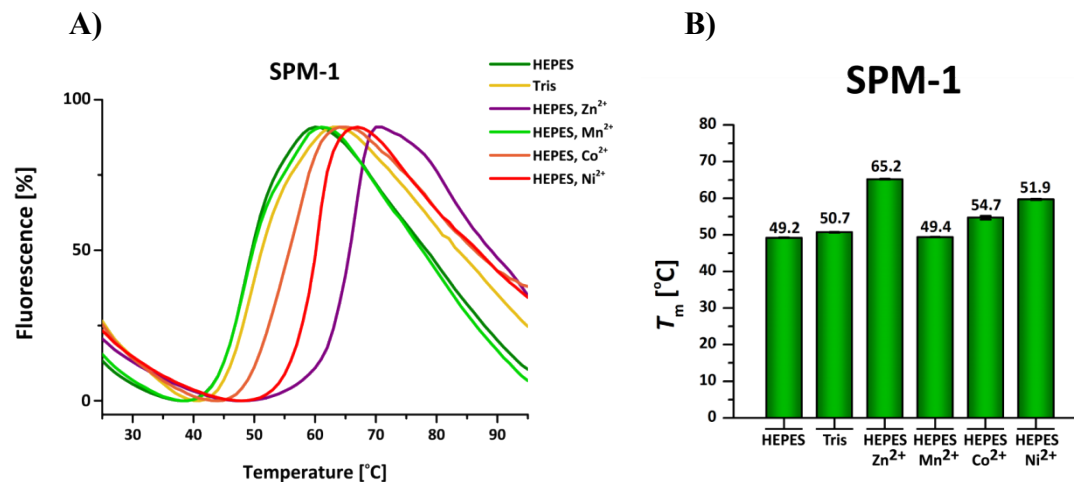 A)
SPM-1
HEPES
Tris
HEPES, Zn²⁺
HEPES, Mn²⁺
HEPES, Co²⁺
HEPES, Ni²⁺
Fluorescence [%]
100
50
0
30 40 50 60 70 80 90
Temperature [°C]
B)
SPM-1
Tm [°C]
80
70
60
50
40
30
20
10
0
49.2 50.7 65.2 49.4 54.7 51.9
HEPES Tris HEPES HEPES HEPES HEPES
Zn²⁺ Mn²⁺ Co²⁺ Ni²⁺